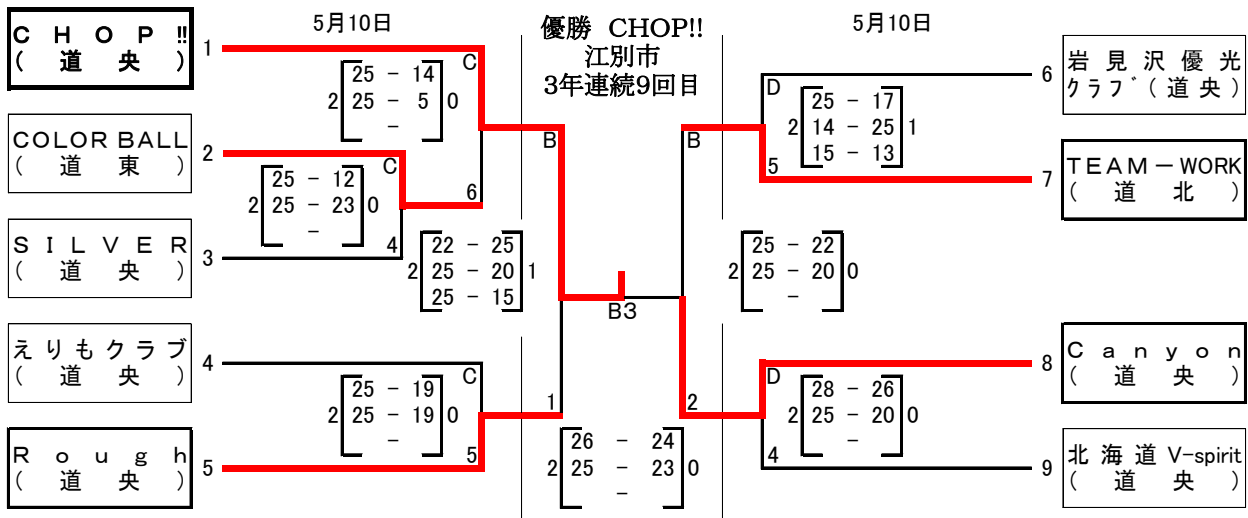 5月10日
優勝 CHOP!!
江別市
3年連続9回目
5月10日
CHOP!!
(道央)
1
C
25 - 14
2 25 - 5 0
-
COLOR BALL
(道東)
2
C
25 - 12
2 25 - 23 0
-
6
SILVER
(道央)
3
4
22 - 25
2 25 - 20 1
25 - 15
えりもクラブ
(道央)
4
C
25 - 19
2 25 - 19 0
-
Rough
(道央)
5
5
B
1
B3
26 - 24
2 25 - 23 0
-
B
2
25 - 22
2 25 - 20 0
-
D
25 - 17
2 14 - 25 1
15 - 13
5
6
岩見沢優光
クラブ(道央)
7
TEAM-WORK
(道北)
D
28 - 26
2 25 - 20 0
-
4
8
Canyon
(道央)
9
北海道V-spirit
(道央)